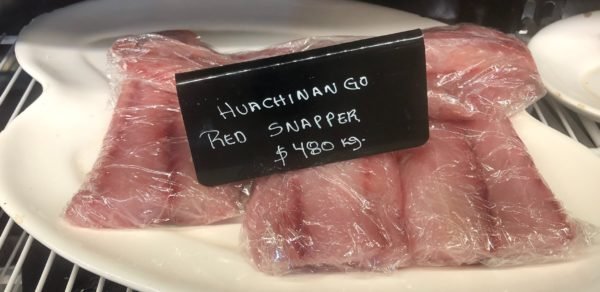 HUACHINANGO
RED SNAPPER
$480 kg.